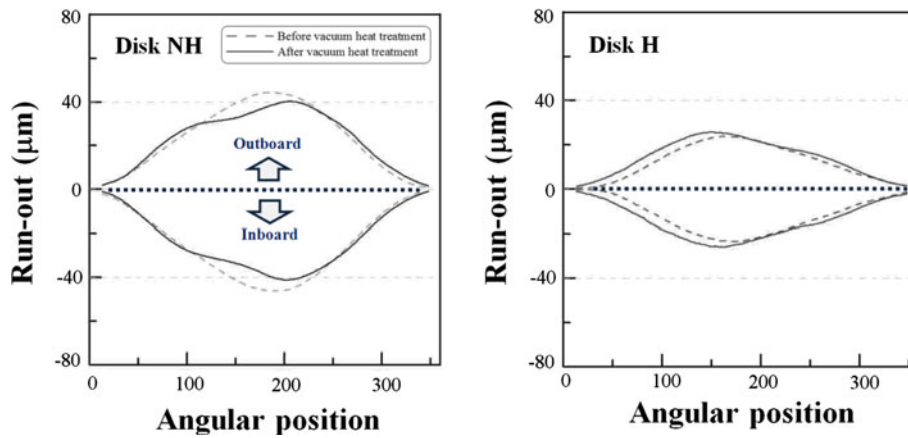 Disk NH
Before vacuum heat treatment
After vacuum heat treatment
80
40
0
-40
-80
Run-out (μm)
Outboard
Inboard
0
100
200
300
Angular position
Disk H
80
40
0
-40
-80
Run-out (μm)
0
100
200
300
Angular position